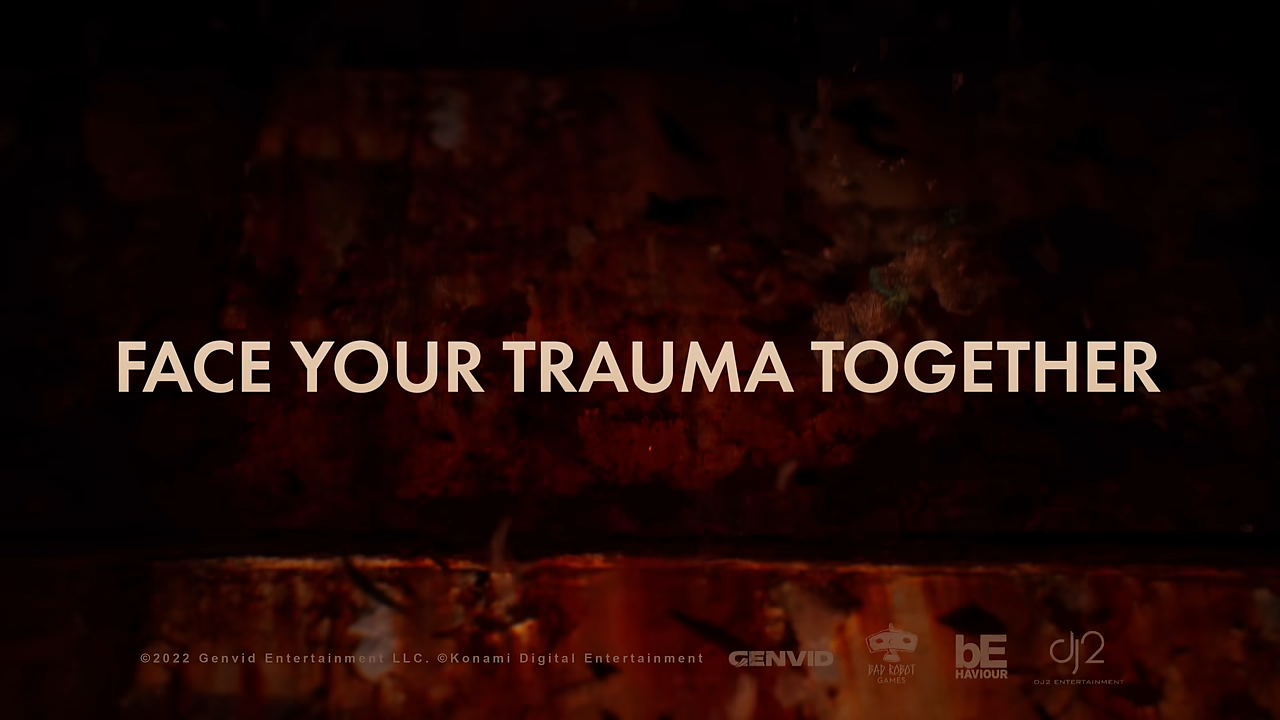 FACE YOUR TRAUMA TOGETHER
©2022 Genvid Entertainment LLC. ©Konami Digital Entertainment
GENVID
BAD ROBOT
GAMES
bE
HAVIOUR
dj2
DJ2 ENTERTAINMENT